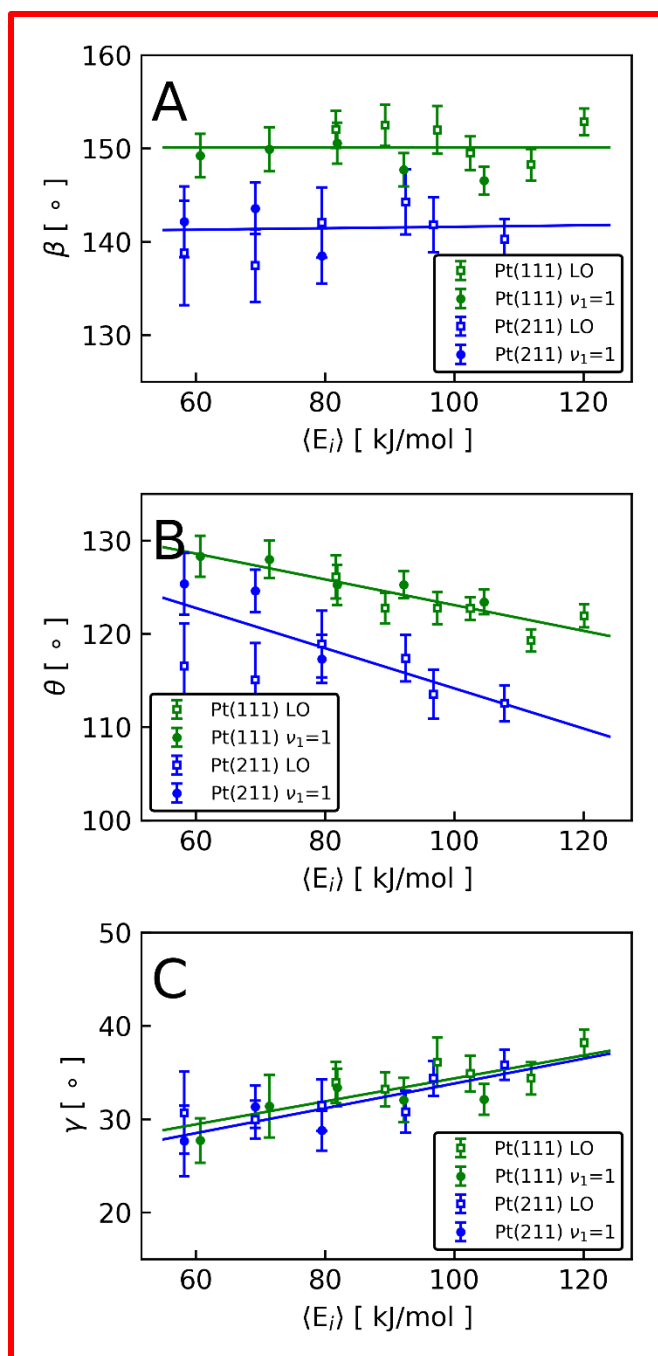 A
160
150
140
130
β [ ∘ ]
Pt(111) LO
Pt(111) ν₁=1
Pt(211) LO
Pt(211) ν₁=1
60 80 100 120
⟨Eᵢ⟩ [ kJ/mol ]
B
130
120
110
100
θ [ ∘ ]
Pt(111) LO
Pt(111) ν₁=1
Pt(211) LO
Pt(211) ν₁=1
60 80 100 120
⟨Eᵢ⟩ [ kJ/mol ]
C
50
40
30
20
γ [ ∘ ]
Pt(111) LO
Pt(111) ν₁=1
Pt(211) LO
Pt(211) ν₁=1
60 80 100 120
⟨Eᵢ⟩ [ kJ/mol ]